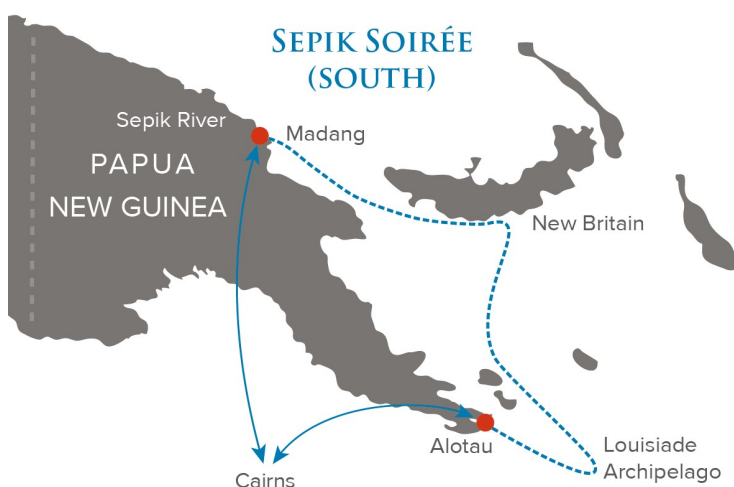 SEPIK SOIRÉE
(SOUTH)
Sepik River
Madang
PAPUA
NEW GUINEA
New Britain
Alotau
Louisiade
Archipelago
Cairns